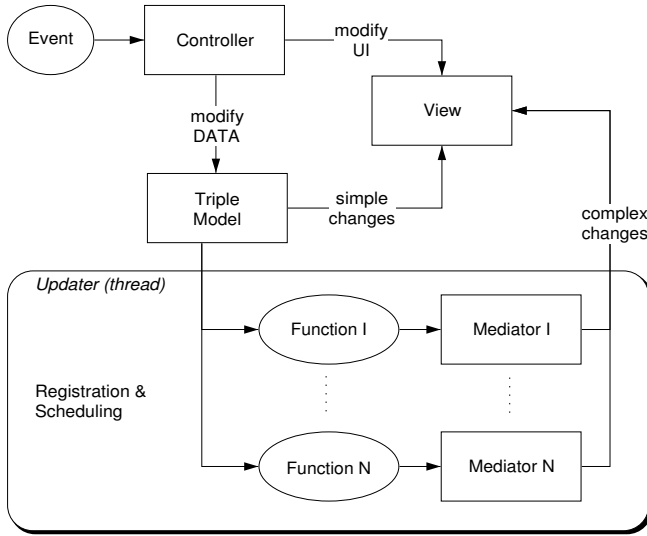 Event
Controller
modify
UI
View
modify
DATA
Triple
Model
simple
changes
complex
changes
Updater (thread)
Function I
Mediator I
Registration &
Scheduling
Function N
Mediator N